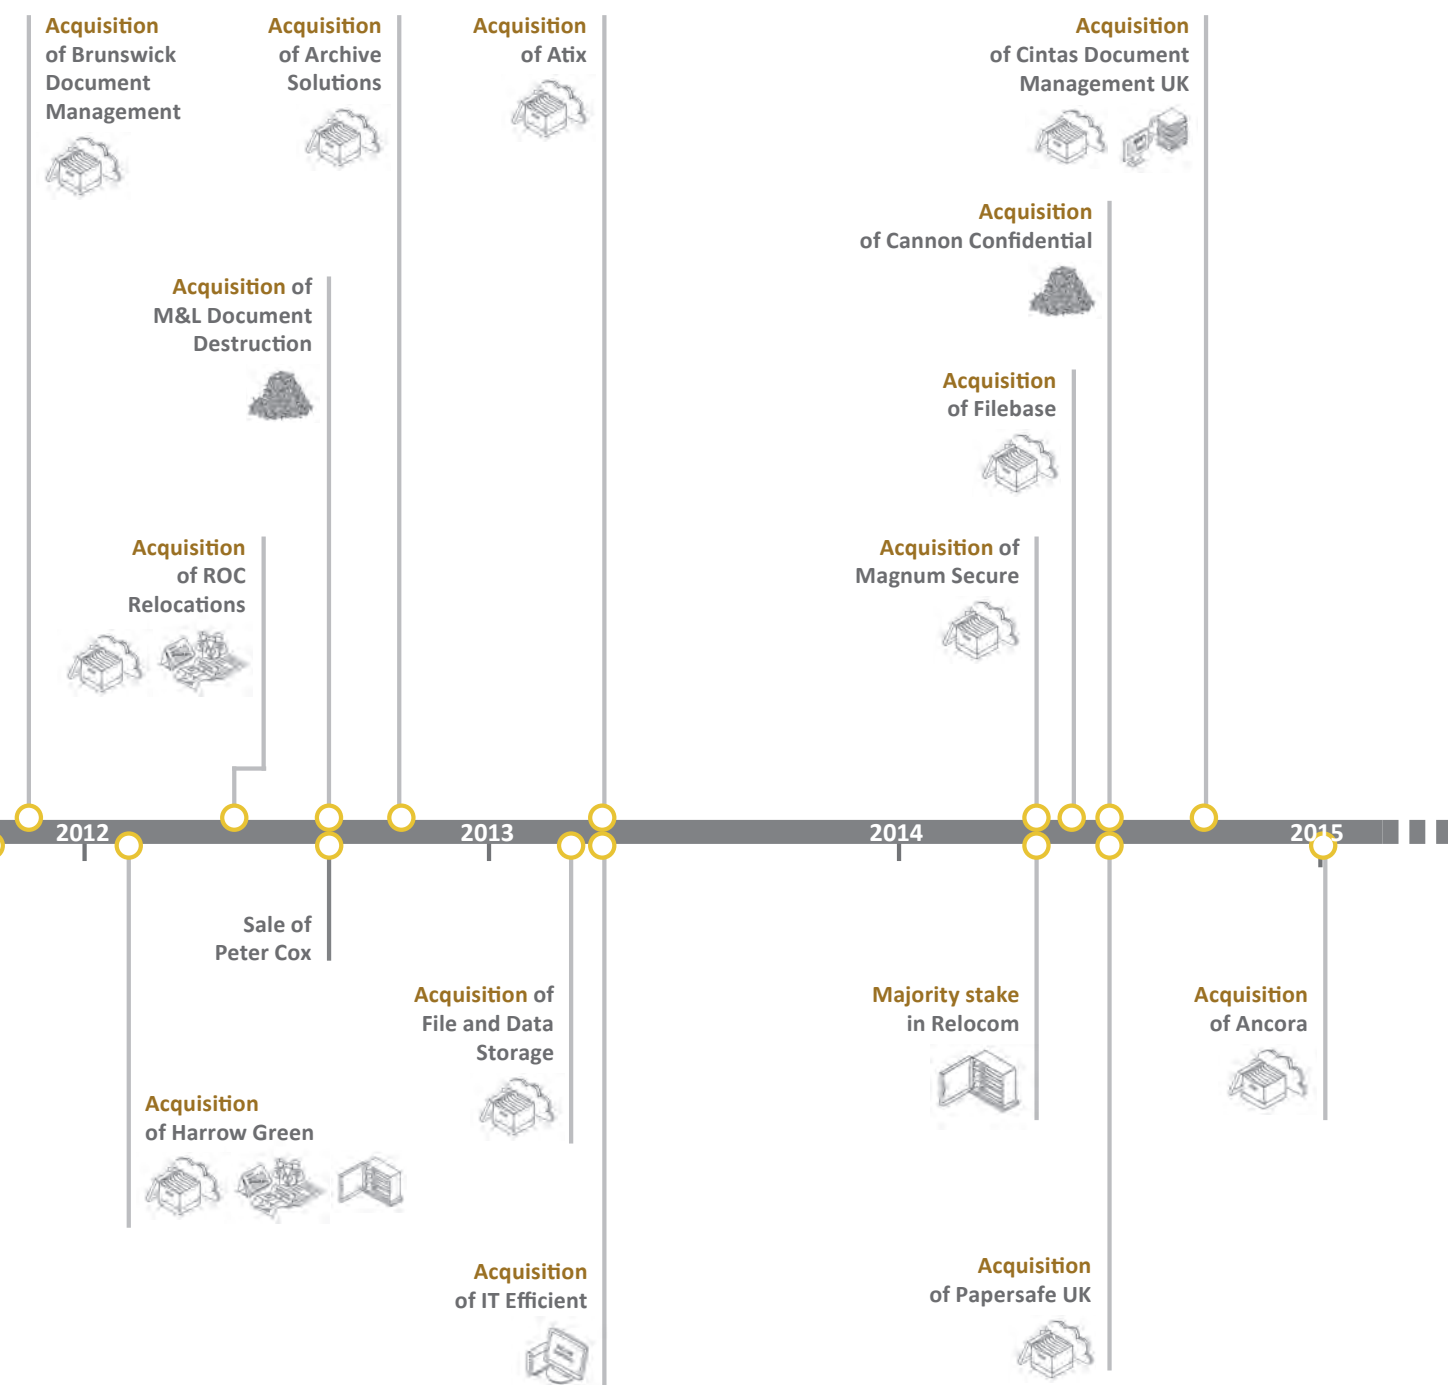 Acquisition
of Brunswick
Document
Management
Acquisition
of Archive
Solutions
Acquisition
of Atix
Acquisition
of Cintas Document
Management UK
Acquisition
of Cannon Confidential
Acquisition of
M&L Document
Destruction
Acquisition
of Filebase
Acquisition
of ROC
Relocations
Acquisition of
Magnum Secure
2012
2013
2014
2015
Sale of
Peter Cox
Acquisition of
File and Data
Storage
Majority stake
in Relocom
Acquisition
of Ancora
Acquisition
of Harrow Green
Acquisition
of IT Efficient
Acquisition
of Papersafe UK